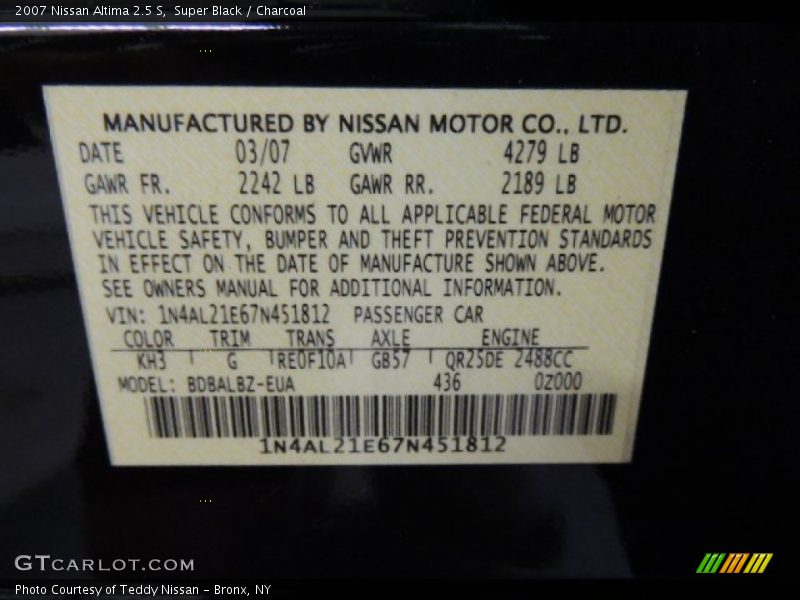 2007 Nissan Altima 2.5 S, Super Black / Charcoal
MANUFACTURED BY NISSAN MOTOR CO., LTD.
DATE 03/07 GVWR 4279 LB
GAWR FR. 2242 LB GAWR RR. 2189 LB
THIS VEHICLE CONFORMS TO ALL APPLICABLE FEDERAL MOTOR
VEHICLE SAFETY, BUMPER AND THEFT PREVENTION STANDARDS
IN EFFECT ON THE DATE OF MANUFACTURE SHOWN ABOVE.
SEE OWNERS MANUAL FOR ADDITIONAL INFORMATION.
VIN: 1N4AL21E67N451812 PASSENGER CAR
COLOR TRIM TRANS AXLE ENGINE
KH3 G RE0F10A GB57 QR25DE 2488CC
MODEL: BDBALBZ-EUA 436 0Z000
1N4AL21E67N451812
GTCARLOT.COM
Photo Courtesy of Teddy Nissan - Bronx, NY